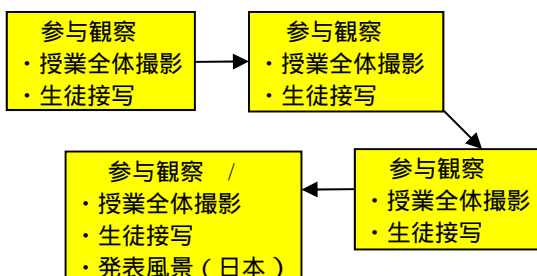 参与観察
・授業全体撮影
・生徒接写
参与観察
・授業全体撮影
・生徒接写
参与観察
・授業全体撮影
・生徒接写
参与観察 /
・授業全体撮影
・生徒接写
・発表風景(日本)